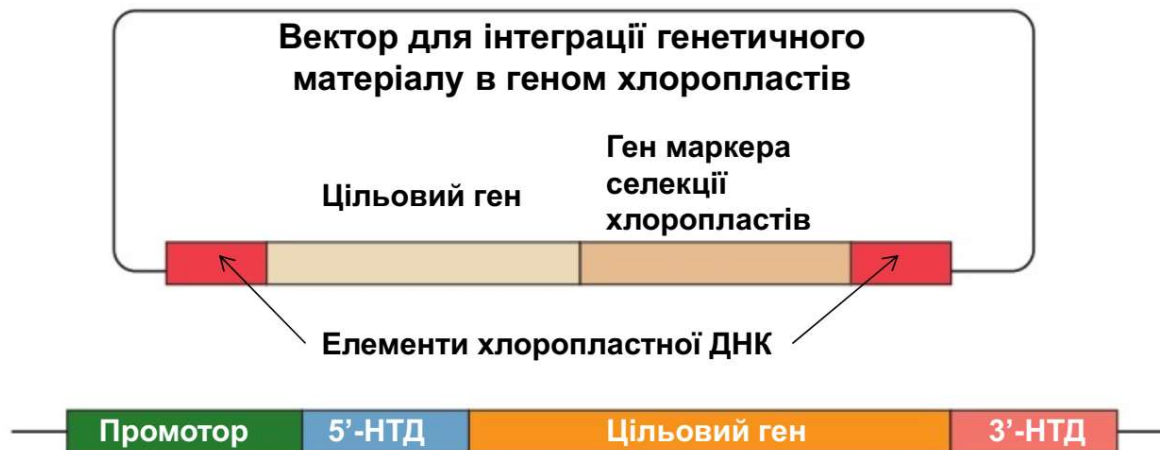 Вектор для інтеграції генетичного
матеріалу в геном хлоропластів
Цільовий ген
Ген маркера
селекції
хлоропластів
Елементи хлоропластної ДНК
Промотор 5’-НТД Цільовий ген 3’-НТД